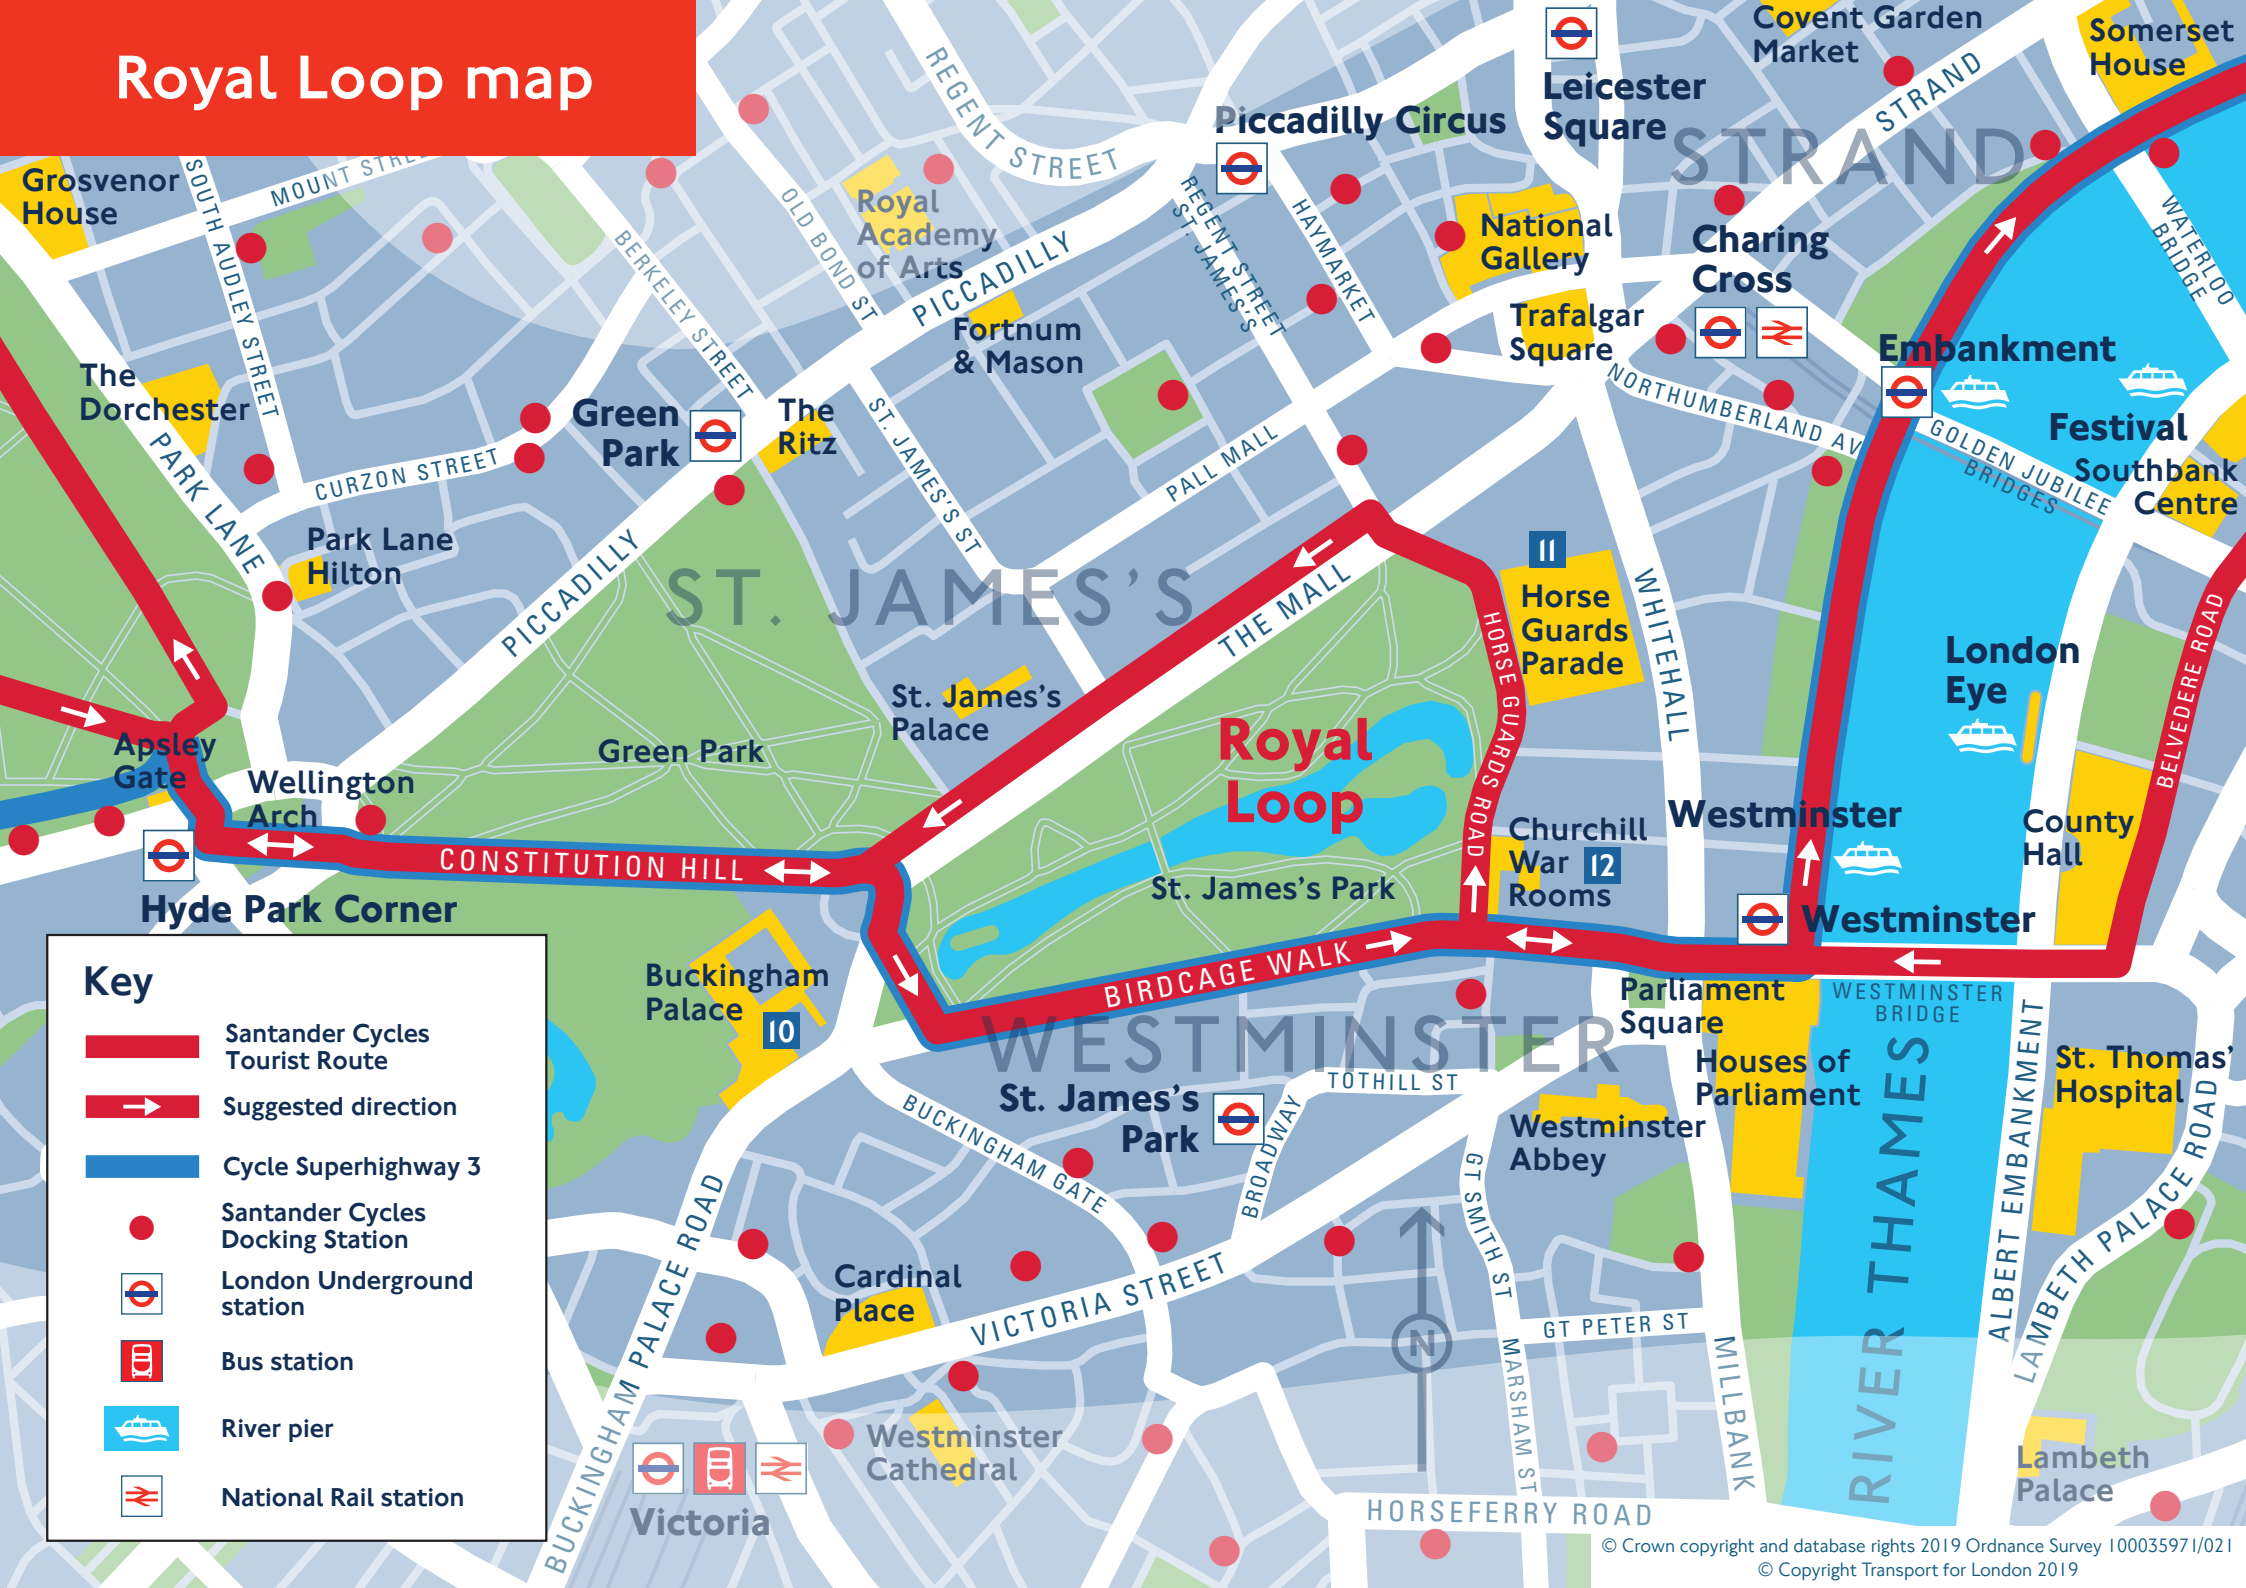 Royal Loop map
Grosvenor
House
SOUTH AUDLEY STREET
MOUNT STRE
REGENT STREET
OLD BOND ST
BERKELEY STREET
Royal
Academy
of Arts
PICCADILLY
Fortnum
& Mason
Piccadilly Circus
REGENT STREET
ST. JAMES'S
HAYMARKET
Leicester
Square
National
Gallery
Trafalgar
Square
Covent Garden
Market
STRAND
STRAND
Somerset
House
Charing
Cross
WATERLOO
BRIDGE
Embankment
NORTHUMBERLAND AV
GOLDEN JUBILEE
BRIDGES
Festival
Southbank
Centre
The
Dorchester
PARK LANE
CURZON STREET
Green
Park
The
Ritz
ST. JAMES'S ST
PALL MALL
Park Lane
Hilton
PICCADILLY
ST. JAMES'S
THE MALL
11
Horse
Guards
Parade
HORSE GUARDS ROAD
WHITEHALL
London
Eye
BELVEDERE ROAD
St. James's
Palace
Green Park
Royal
Loop
Apsley
Gate
Wellington
Arch
CONSTITUTION HILL
Hyde Park Corner
St. James's Park
Churchill
War
Rooms
12
Westminster
Westminster
County
Hall
BIRDCAGE WALK
Buckingham
Palace
10
WESTMINSTER
Parliament
Square
WESTMINSTER
BRIDGE
Houses of
Parliament
RIVER THAMES
ALBERT EMBANKMENT
St. Thomas'
Hospital
LAMBETH PALACE ROAD
St. James's
Park
TOTHILL ST
BROADWAY
BUCKINGHAM GATE
Westminster
Abbey
GT SMITH ST
BUCKINGHAM PALACE ROAD
Cardinal
Place
VICTORIA STREET
N
GT PETER ST
MARSHAM ST
MILLBANK
Westminster
Cathedral
Victoria
HORSEFERRY ROAD
Lambeth
Palace
Key
Santander Cycles
Tourist Route
Suggested direction
Cycle Superhighway 3
Santander Cycles
Docking Station
London Underground
station
Bus station
River pier
National Rail station
© Crown copyright and database rights 2019 Ordnance Survey 100035971/021
© Copyright Transport for London 2019